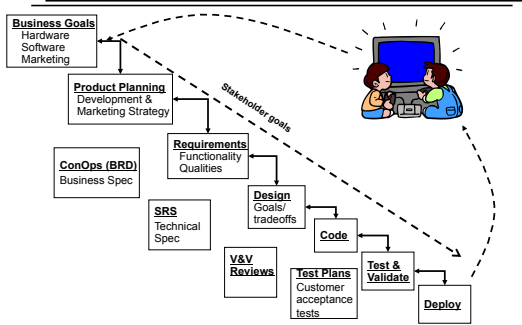 Business Goals
Hardware
Software
Marketing
Product Planning
Development &
Marketing Strategy
Stakeholder goals
Requirements
Functionality
Qualities
ConOps (BRD)
Business Spec
Design
Goals/
tradeoffs
SRS
Technical
Spec
Code
V&V
Reviews
Test Plans
Customer
acceptance
tests
Test &
Validate
Deploy